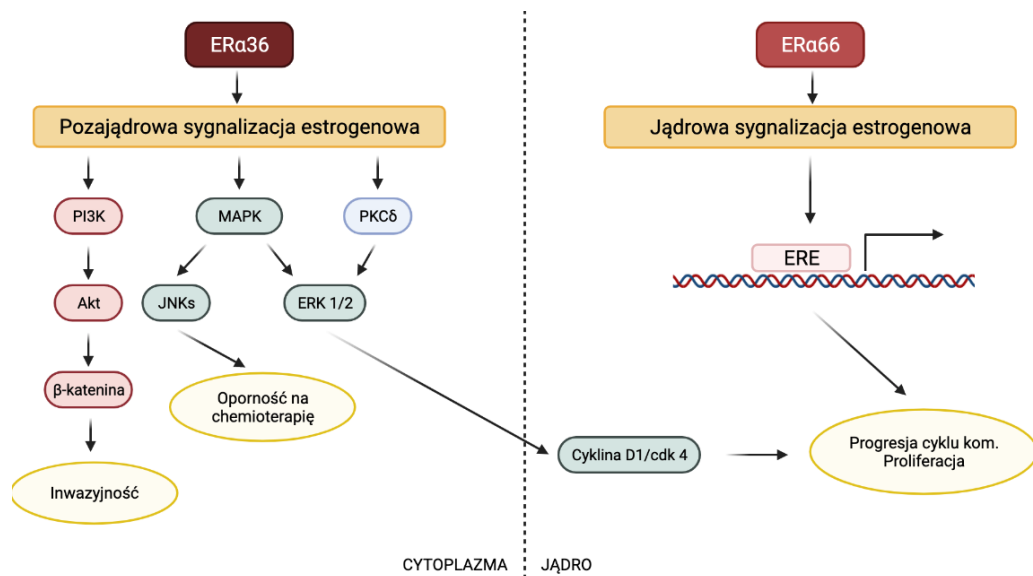 ERα36
ERα66
Pozajądrowa sygnalizacja estrogenowa
Jądrowa sygnalizacja estrogenowa
PI3K
MAPK
PKCδ
ERE
Akt
JNKs
ERK 1/2
β-katenina
Oporność na
chemioterapię
Cyklina D1/cdk 4
Progresja cyklu kom.
Proliferacja
Inwazyjność
CYTOPLAZMA
JĄDRO